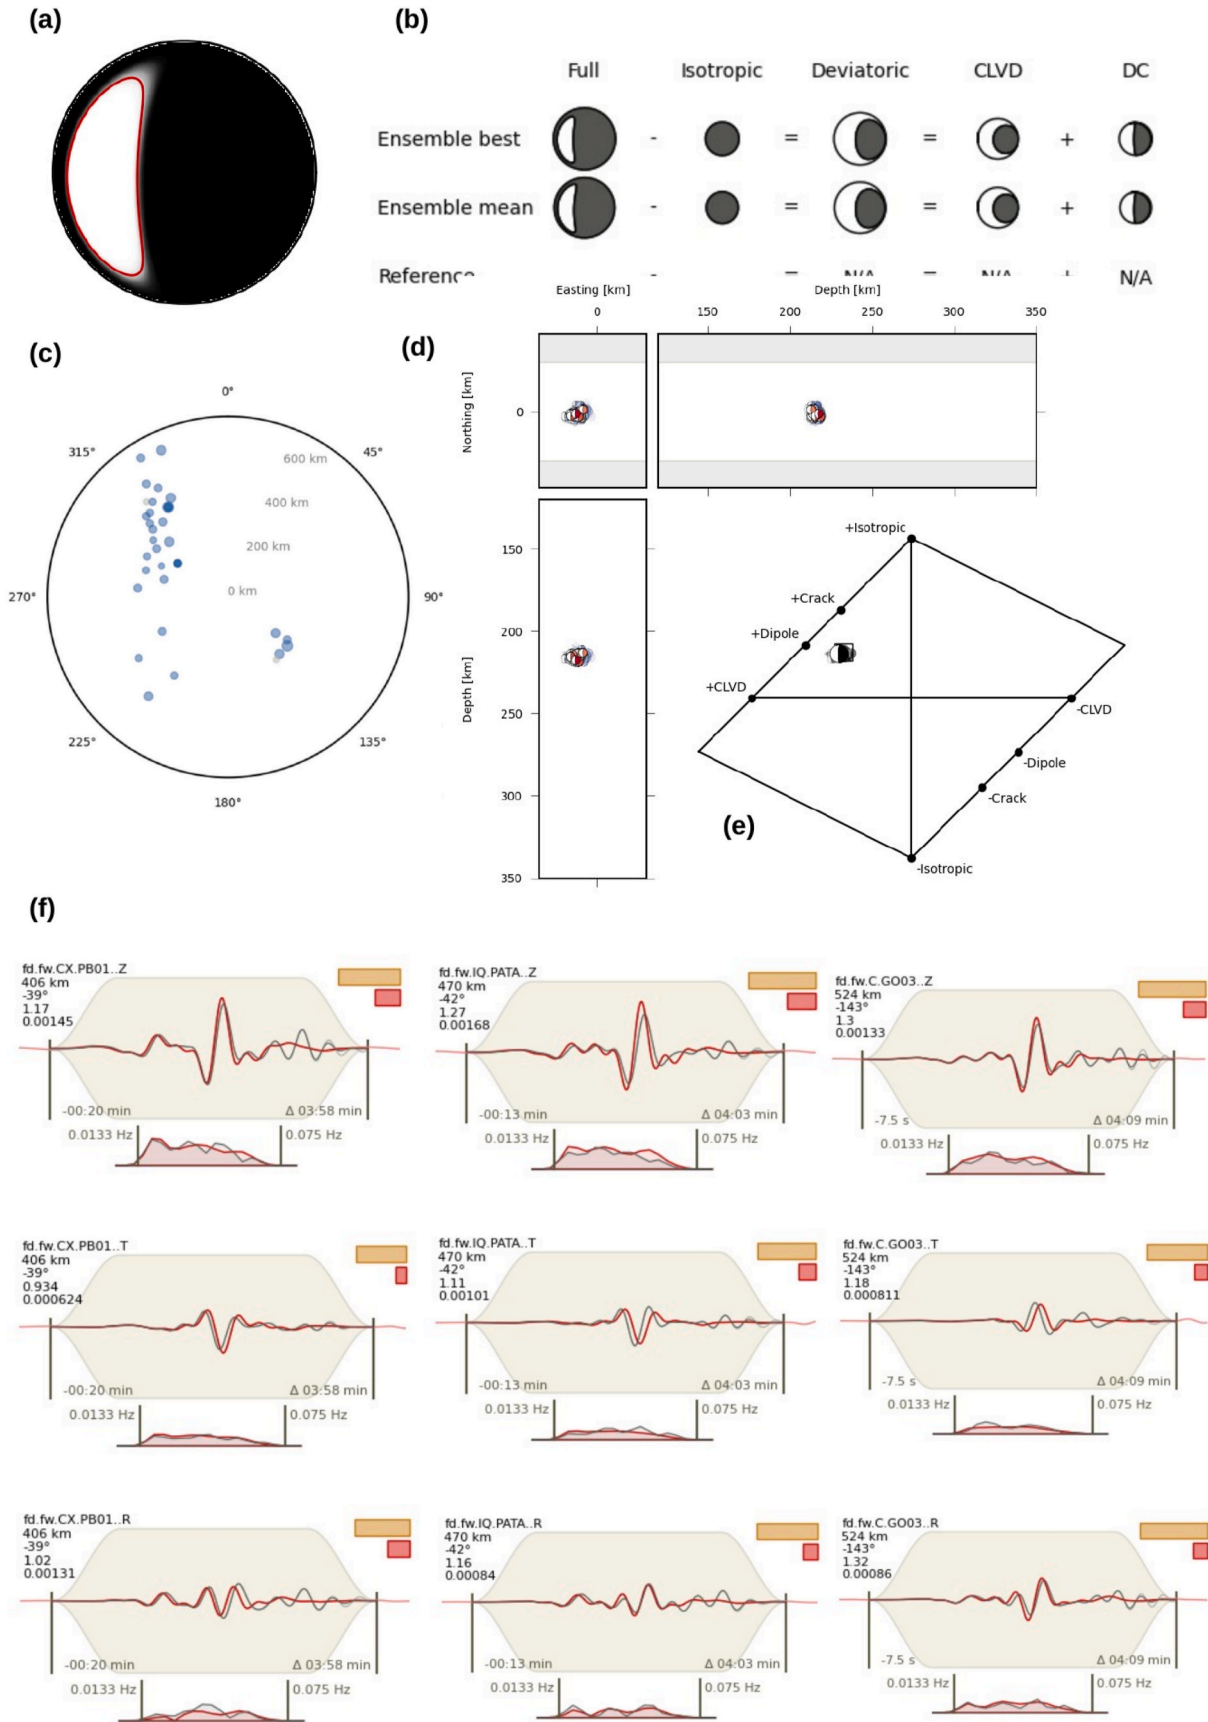 (a)
(b)
Full Isotropic Deviatoric CLVD DC
Ensemble best - = = +
Ensemble mean - = = +
Reference - = N/A = N/A + N/A
(c)
0°
45°
90°
135°
180°
225°
270°
315°
600 km
400 km
200 km
0 km
(d)
Easting [km] Depth [km]
0 150 200 250 300 350
Northing [km]
0
Depth [km]
150
200
250
300
350
+Isotropic
+Crack
+Dipole
+CLVD
-CLVD
-Dipole
-Crack
-Isotropic
(e)
(f)
fd.fw.CX.PB01..Z
406 km
-39°
1.17
0.00145
-00:20 min Δ 03:58 min
0.0133 Hz 0.075 Hz
fd.fw.IQ.PATA..Z
470 km
-42°
1.27
0.00168
-00:13 min Δ 04:03 min
0.0133 Hz 0.075 Hz
fd.fw.C.GO03..Z
524 km
-143°
1.3
0.00133
-7.5 s Δ 04:09 min
0.0133 Hz 0.075 Hz
fd.fw.CX.PB01..T
406 km
-39°
0.934
0.000624
-00:20 min Δ 03:58 min
0.0133 Hz 0.075 Hz
fd.fw.IQ.PATA..T
470 km
-42°
1.11
0.00101
-00:13 min Δ 04:03 min
0.0133 Hz 0.075 Hz
fd.fw.C.GO03..T
524 km
-143°
1.18
0.000811
-7.5 s Δ 04:09 min
0.0133 Hz 0.075 Hz
fd.fw.CX.PB01..R
406 km
-39°
1.02
0.00131
-00:20 min Δ 03:58 min
0.0133 Hz 0.075 Hz
fd.fw.IQ.PATA..R
470 km
-42°
1.16
0.00084
-00:13 min Δ 04:03 min
0.0133 Hz 0.075 Hz
fd.fw.C.GO03..R
524 km
-143°
1.32
0.00086
-7.5 s Δ 04:09 min
0.0133 Hz 0.075 Hz